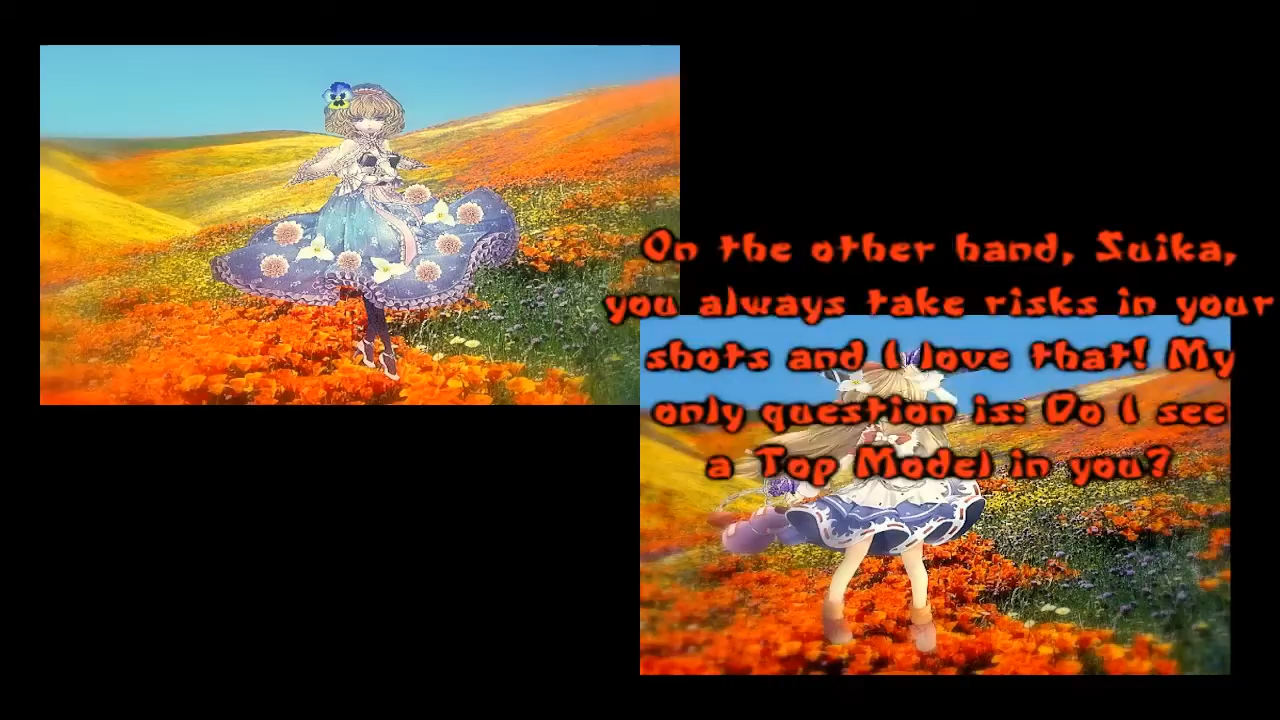 On the other hand, Suika,
you always take risks in your
shots and I love that! My
only question is: Do I see
a Top Model in you?